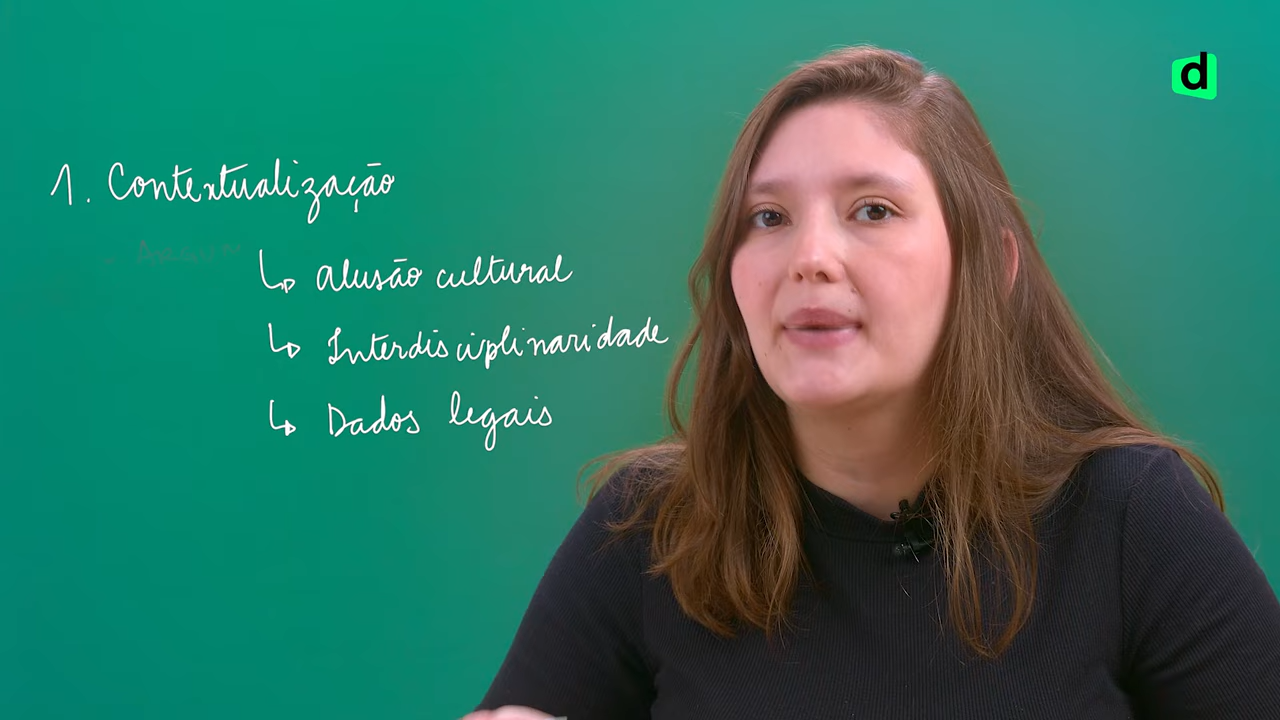 d
1. Contextualização
↳ Alusão cultural
↳ Interdisciplinaridade
↳ Dados legais